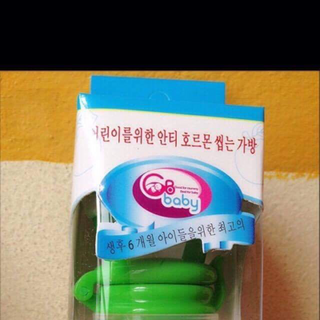 어린이를위한 안티 호르몬 씹는 가방
baby
생후 6 개월 아이들을위한 최고의